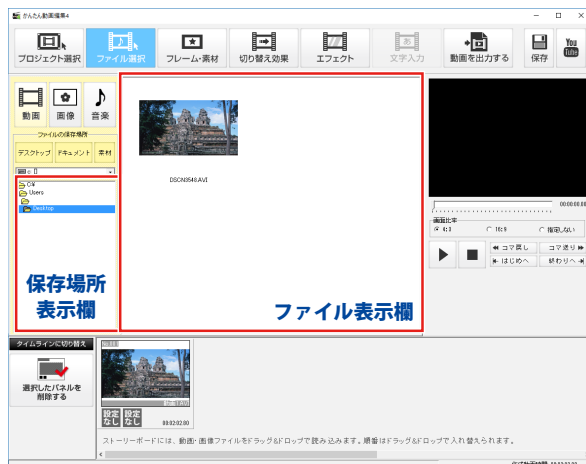 かんたん動画編集4
プロジェクト選択
ファイル選択
フレーム・素材
切り替え効果
エフェクト
あ
文字入力
動画を出力する
保存
You
Tube
動画
画像
音楽
ファイルの保存場所
デスクトップ
ドキュメント
素材
c: []
C:¥
Users
Desktop
保存場所
表示欄
DSCN3548.AVI
ファイル表示欄
00:00:00.00
画面比率
4:3
16:9
指定しない
コマ戻し
コマ送り
はじめへ
終わりへ
タイムラインに切り替え
選択したパネルを
削除する
動画(AVI)
設定
なし
設定
なし
00:02:02.80
ストーリーボードには、動画・画像ファイルをドラッグ&ドロップで読み込みます。順番はドラッグ&ドロップで入れ替えられます。